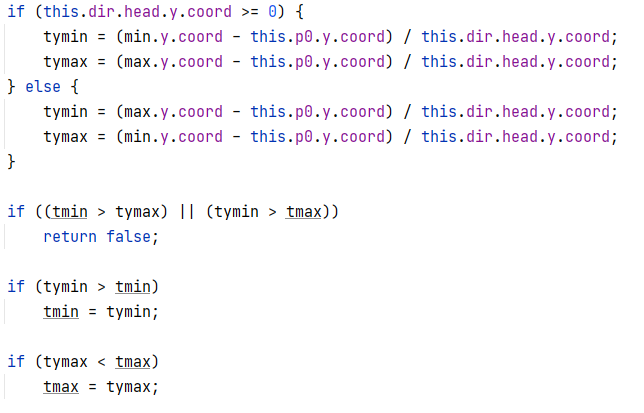 if (this.dir.head.y.coord >= 0) {
    tymin = (min.y.coord - this.p0.y.coord) / this.dir.head.y.coord;
    tymax = (max.y.coord - this.p0.y.coord) / this.dir.head.y.coord;
} else {
    tymin = (max.y.coord - this.p0.y.coord) / this.dir.head.y.coord;
    tymax = (min.y.coord - this.p0.y.coord) / this.dir.head.y.coord;
}

if ((tmin > tymax) || (tymin > tmax))
    return false;

if (tymin > tmin)
    tmin = tymin;

if (tymax < tmax)
    tmax = tymax;